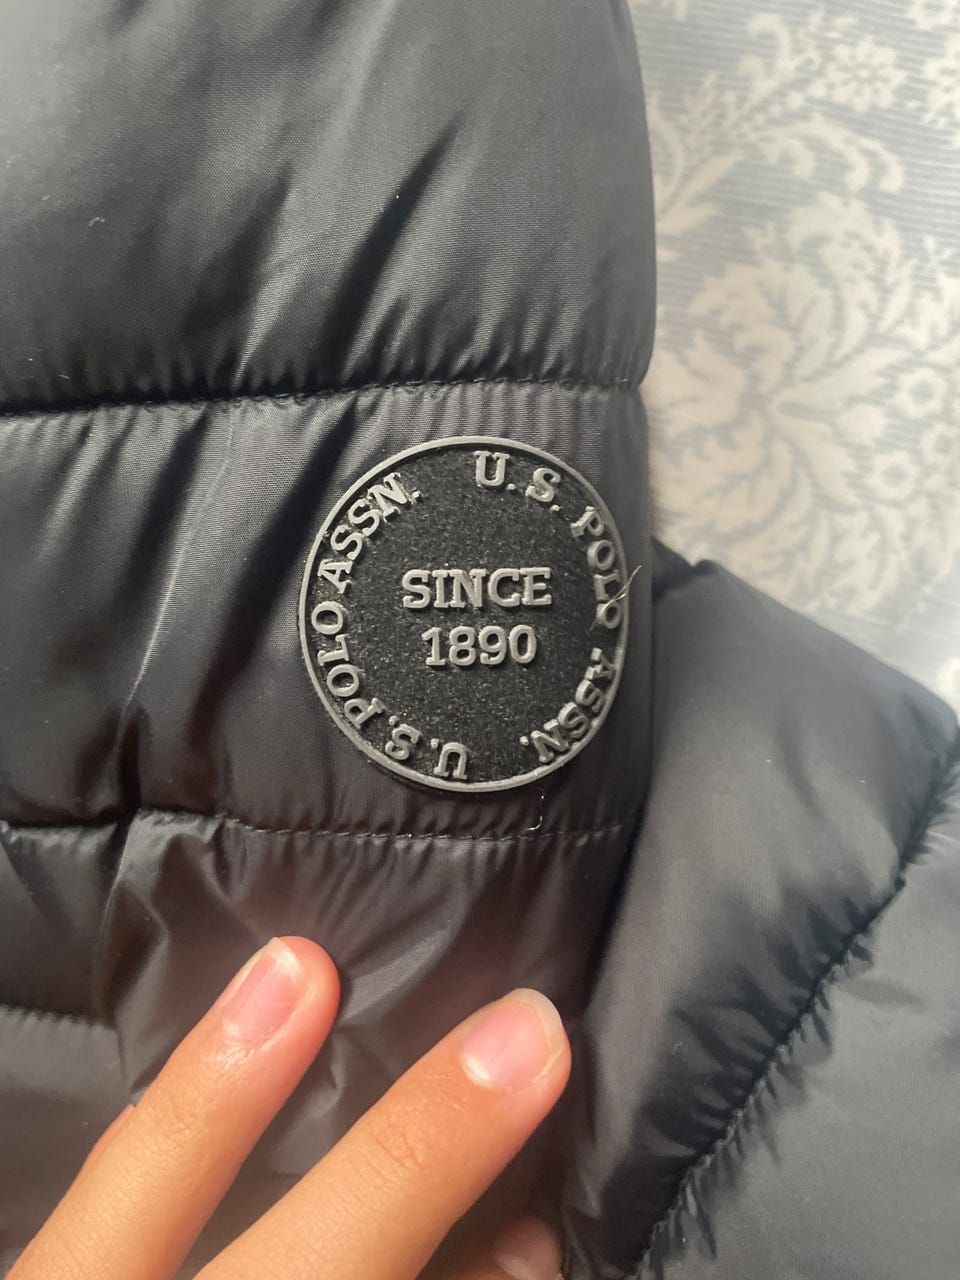 U.S. POLO ASSN.
SINCE
1890
U.S. POLO ASSN.